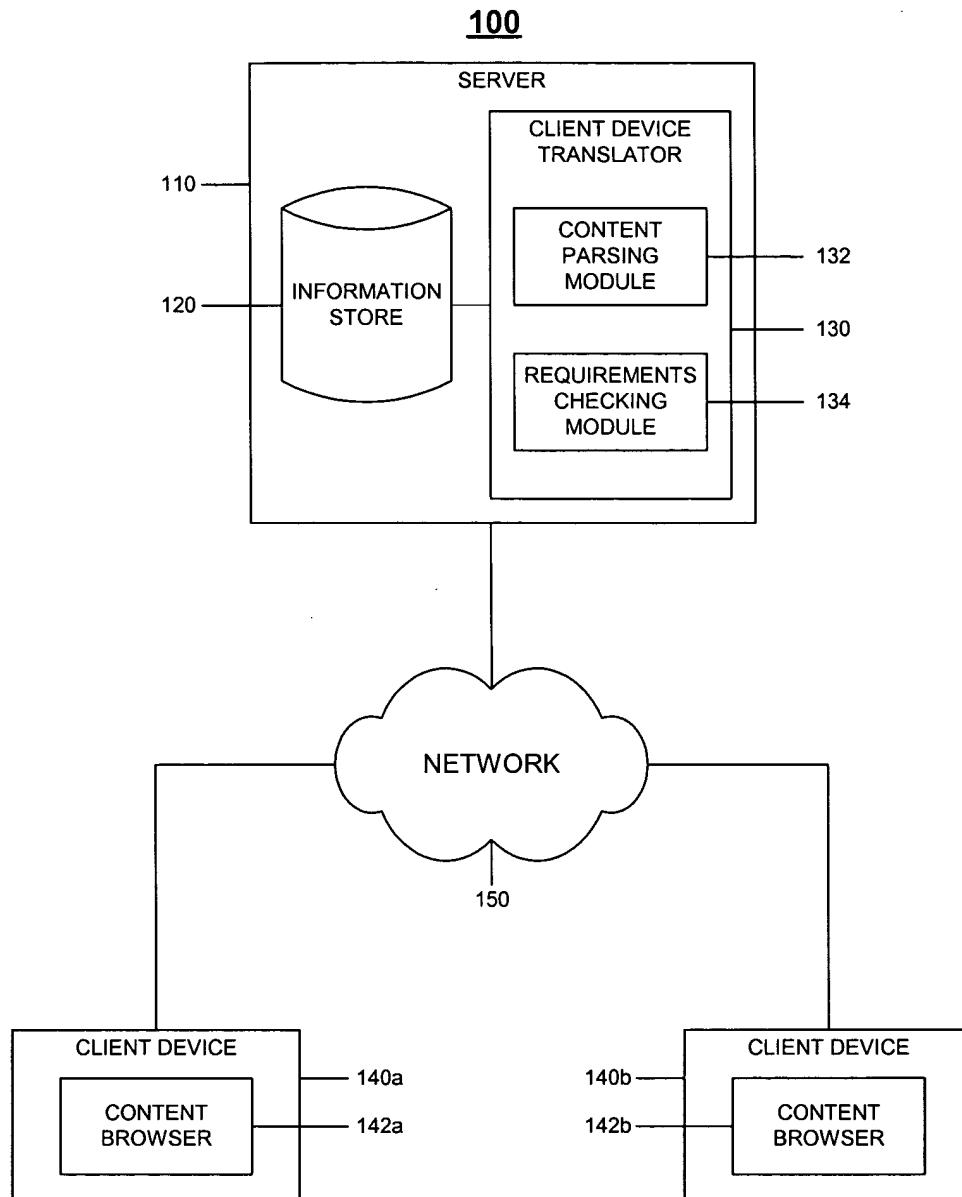 100
SERVER
CLIENT DEVICE
TRANSLATOR
110
CONTENT
PARSING
MODULE
132
INFORMATION
STORE
120
130
REQUIREMENTS
CHECKING
MODULE
134
NETWORK
150
CLIENT DEVICE
140a
CONTENT
BROWSER
142a
CLIENT DEVICE
140b
CONTENT
BROWSER
142b